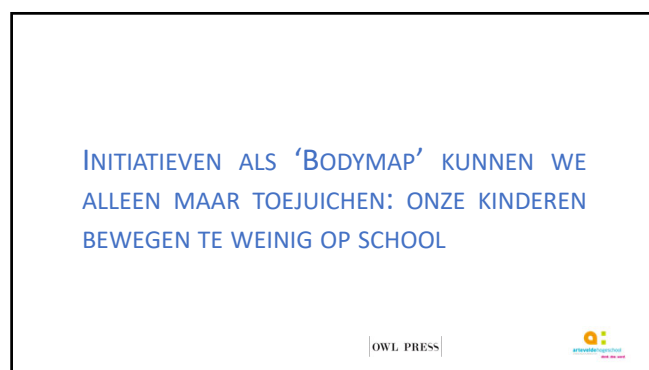 INITIATIEVEN ALS ‘BODYMAP’ KUNNEN WE
ALLEEN MAAR TOEJUICHEN: ONZE KINDEREN
BEWEGEN TE WEINIG OP SCHOOL
OWL PRESS
arteveldehogeschool